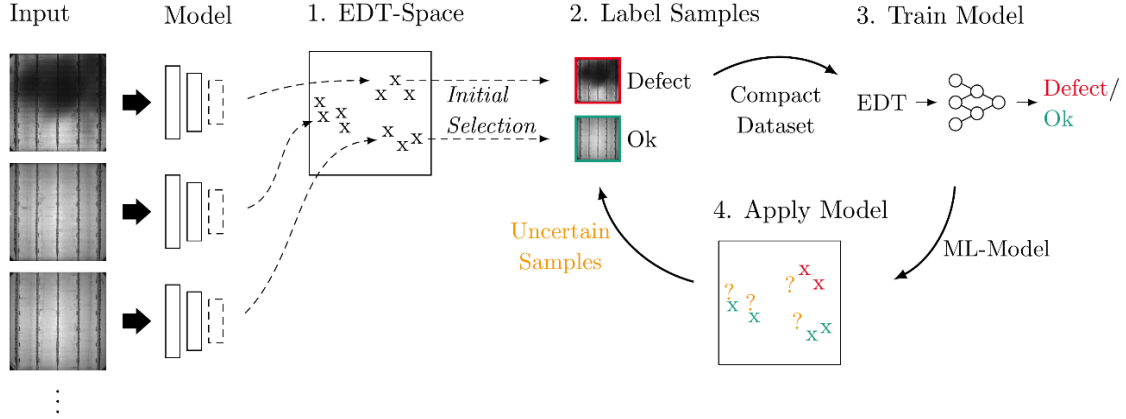 Input
Model
1. EDT-Space
2. Label Samples
3. Train Model
x
x
x
x
x
x
x
x
x
x
Initial
Selection
Defect
Ok
Compact
Dataset
EDT
Defect/
Ok
Uncertain
Samples
4. Apply Model
ML-Model
x
x
?
?
?
x
x
?
x
x
⋮